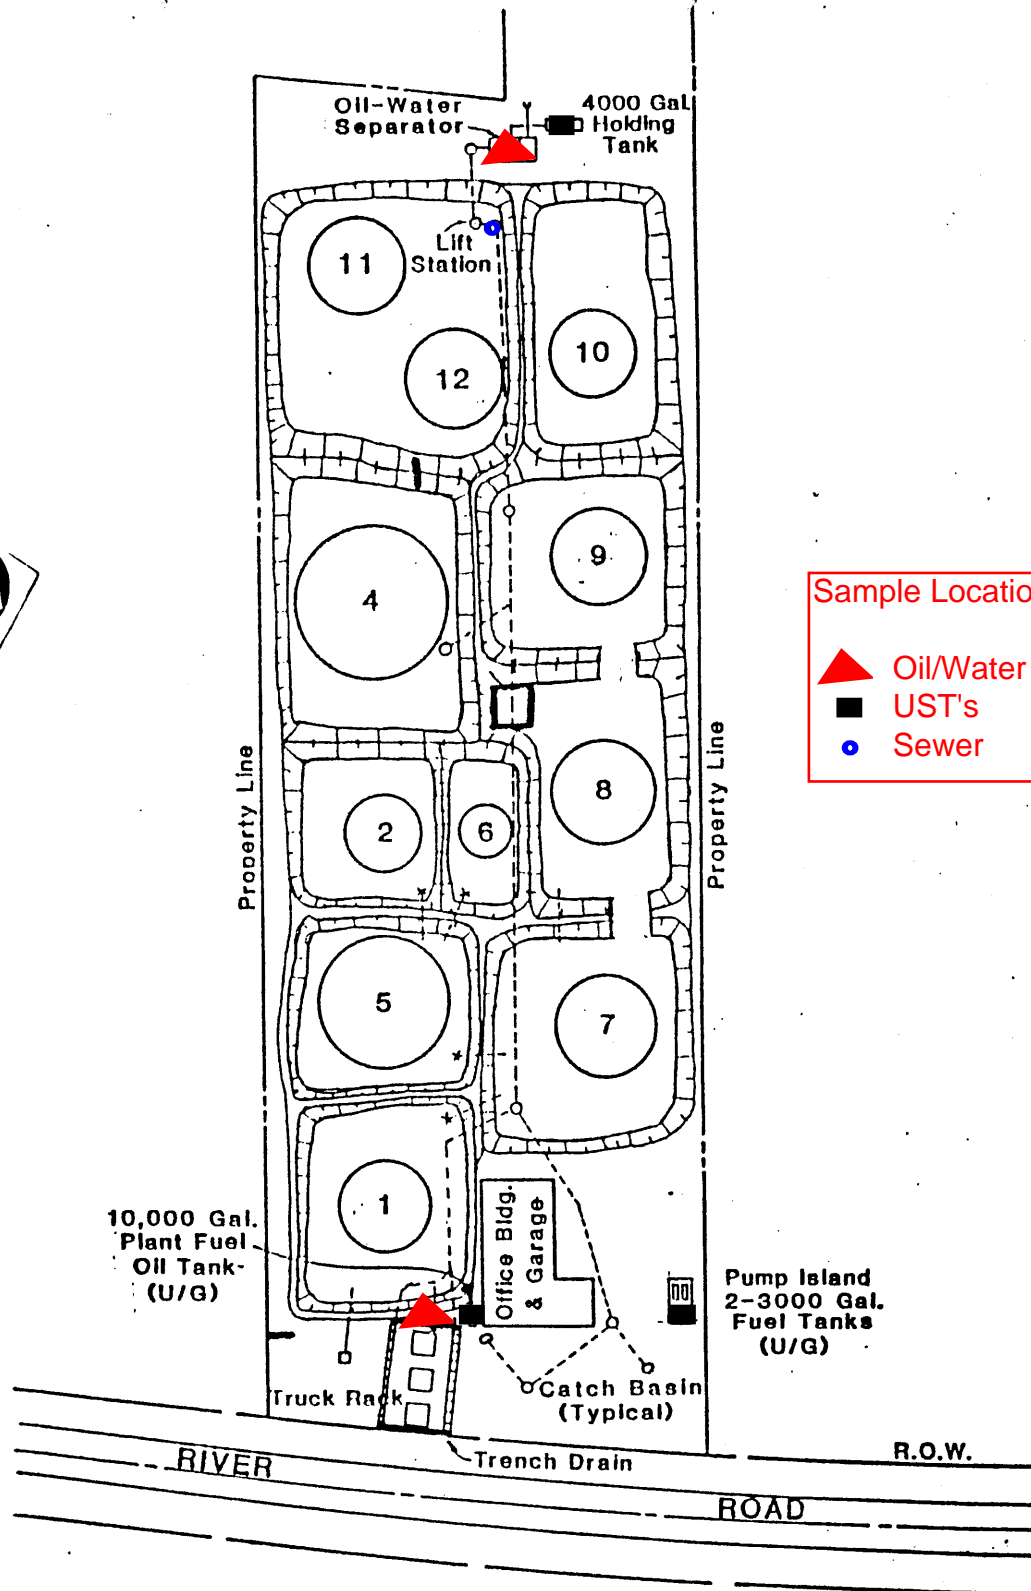 Oil-Water
Separator
4000 Gal.
Holding
Tank
Lift
Station
11
12
10
9
4
8
2
6
5
7
1
Property Line
Property Line
Sample Locatio
Oil/Water
UST's
Sewer
10,000 Gal.
Plant Fuel
Oil Tank
(U/G)
Office Bldg.
& Garage
Pump Island
2-3000 Gal.
Fuel Tanks
(U/G)
Truck Rack
Catch Basin
(Typical)
Trench Drain
R.O.W.
RIVER
ROAD